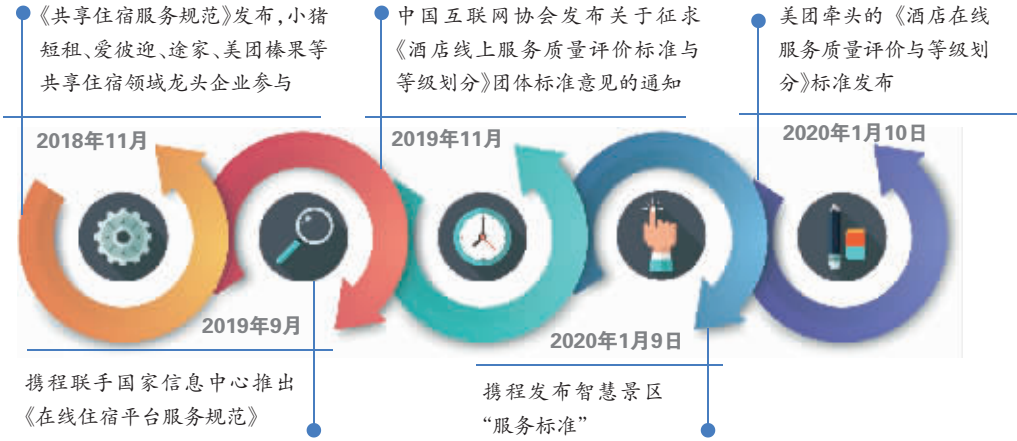 《共享住宿服务规范》发布,小猪
短租、爱彼迎、途家、美团榛果等
共享住宿领域龙头企业参与
2018年11月
中国互联网协会发布关于征求
《酒店线上服务质量评价标准与
等级划分》团体标准意见的通知
2019年11月
美团牵头的《酒店在线
服务质量评价与等级划
分》标准发布
2020年1月10日
2019年9月
携程联手国家信息中心推出
《在线住宿平台服务规范》
2020年1月9日
携程发布智慧景区
“服务标准”